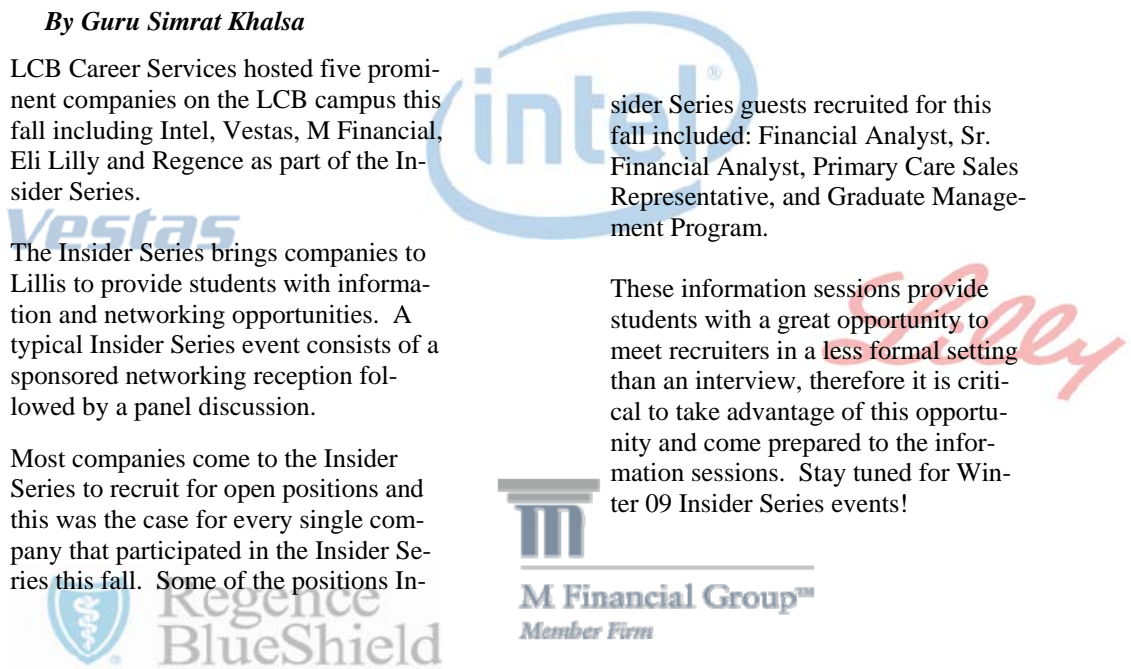 By Guru Simrat Khalsa
LCB Career Services hosted five promi-
nent companies on the LCB campus this
fall including Intel, Vestas, M Financial,
Eli Lilly and Regence as part of the In-
sider Series.
Vestas
The Insider Series brings companies to
Lillis to provide students with informa-
tion and networking opportunities.  A
typical Insider Series event consists of a
sponsored networking reception fol-
lowed by a panel discussion.
Most companies come to the Insider
Series to recruit for open positions and
this was the case for every single com-
pany that participated in the Insider Se-
ries this fall.  Some of the positions In-
Regence
BlueShield
intel®
sider Series guests recruited for this
fall included: Financial Analyst, Sr.
Financial Analyst, Primary Care Sales
Representative, and Graduate Manage-
ment Program.
These information sessions provide
students with a great opportunity to
meet recruiters in a less formal setting
than an interview, therefore it is criti-
cal to take advantage of this opportu-
nity and come prepared to the infor-
mation sessions.  Stay tuned for Win-
ter 09 Insider Series events!
Lilly
M Financial Group™
Member Firm